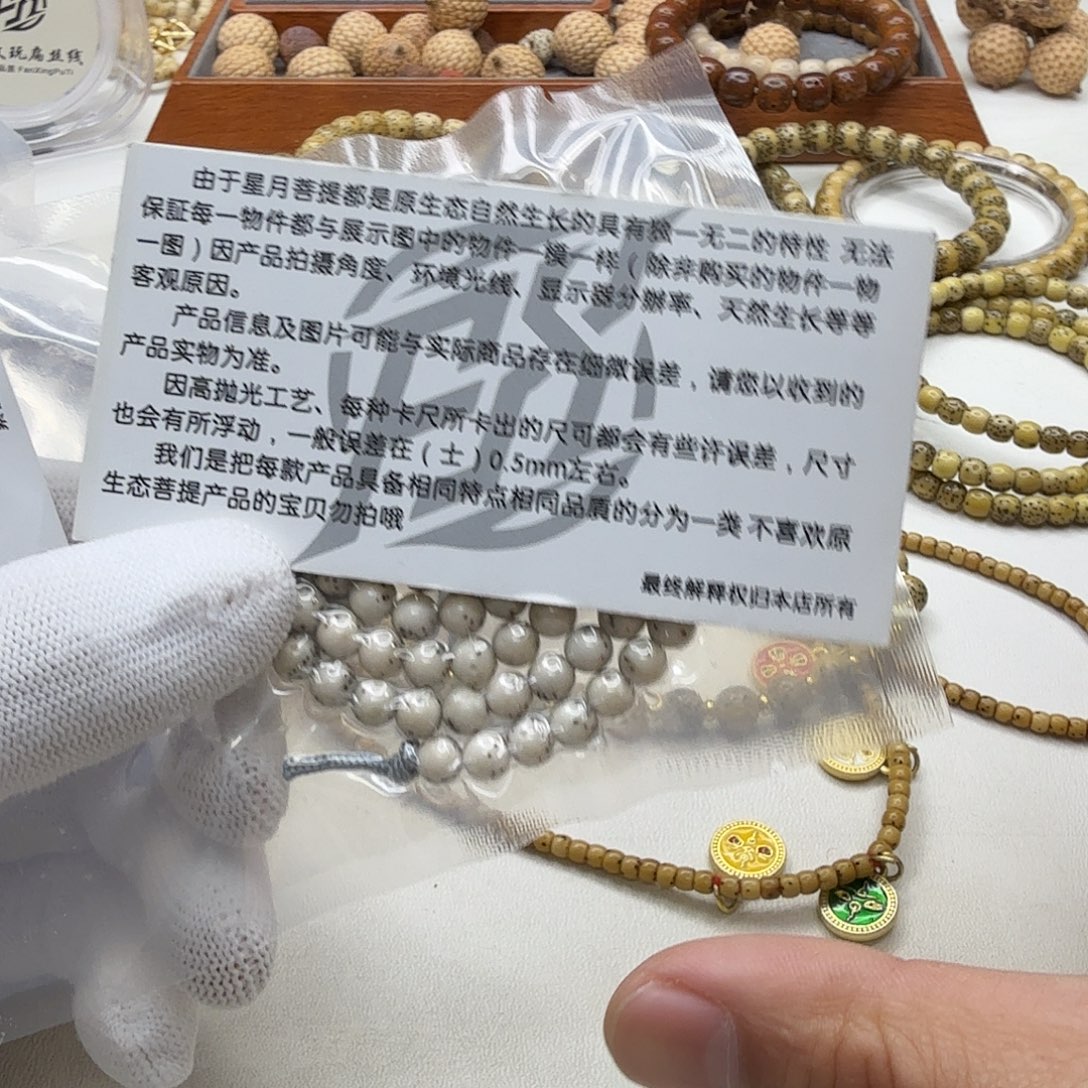 玩扁丝线
FanXingPuTi
由于星月菩提都是原生态自然生长的具有独一无二的特性 无法
保証每一物件都与展示图中的物件一模一样（除非购买的物件一物
一图）因产品拍摄角度、环境光线、显示器分辨率、天然生长等等
客观原因。
产品信息及图片可能与实际商品存在细微误差，请您以收到的
产品实物为准。
因高抛光工艺、每种卡尺所卡出的尺可都会有些许误差，尺寸
也会有所浮动，一般误差在（士）0.5mm左右。
我们是把每款产品具备相同特点相同品质的分为一类 不喜欢原
生态菩提产品的宝贝勿拍哦
最终解释权归本店所有